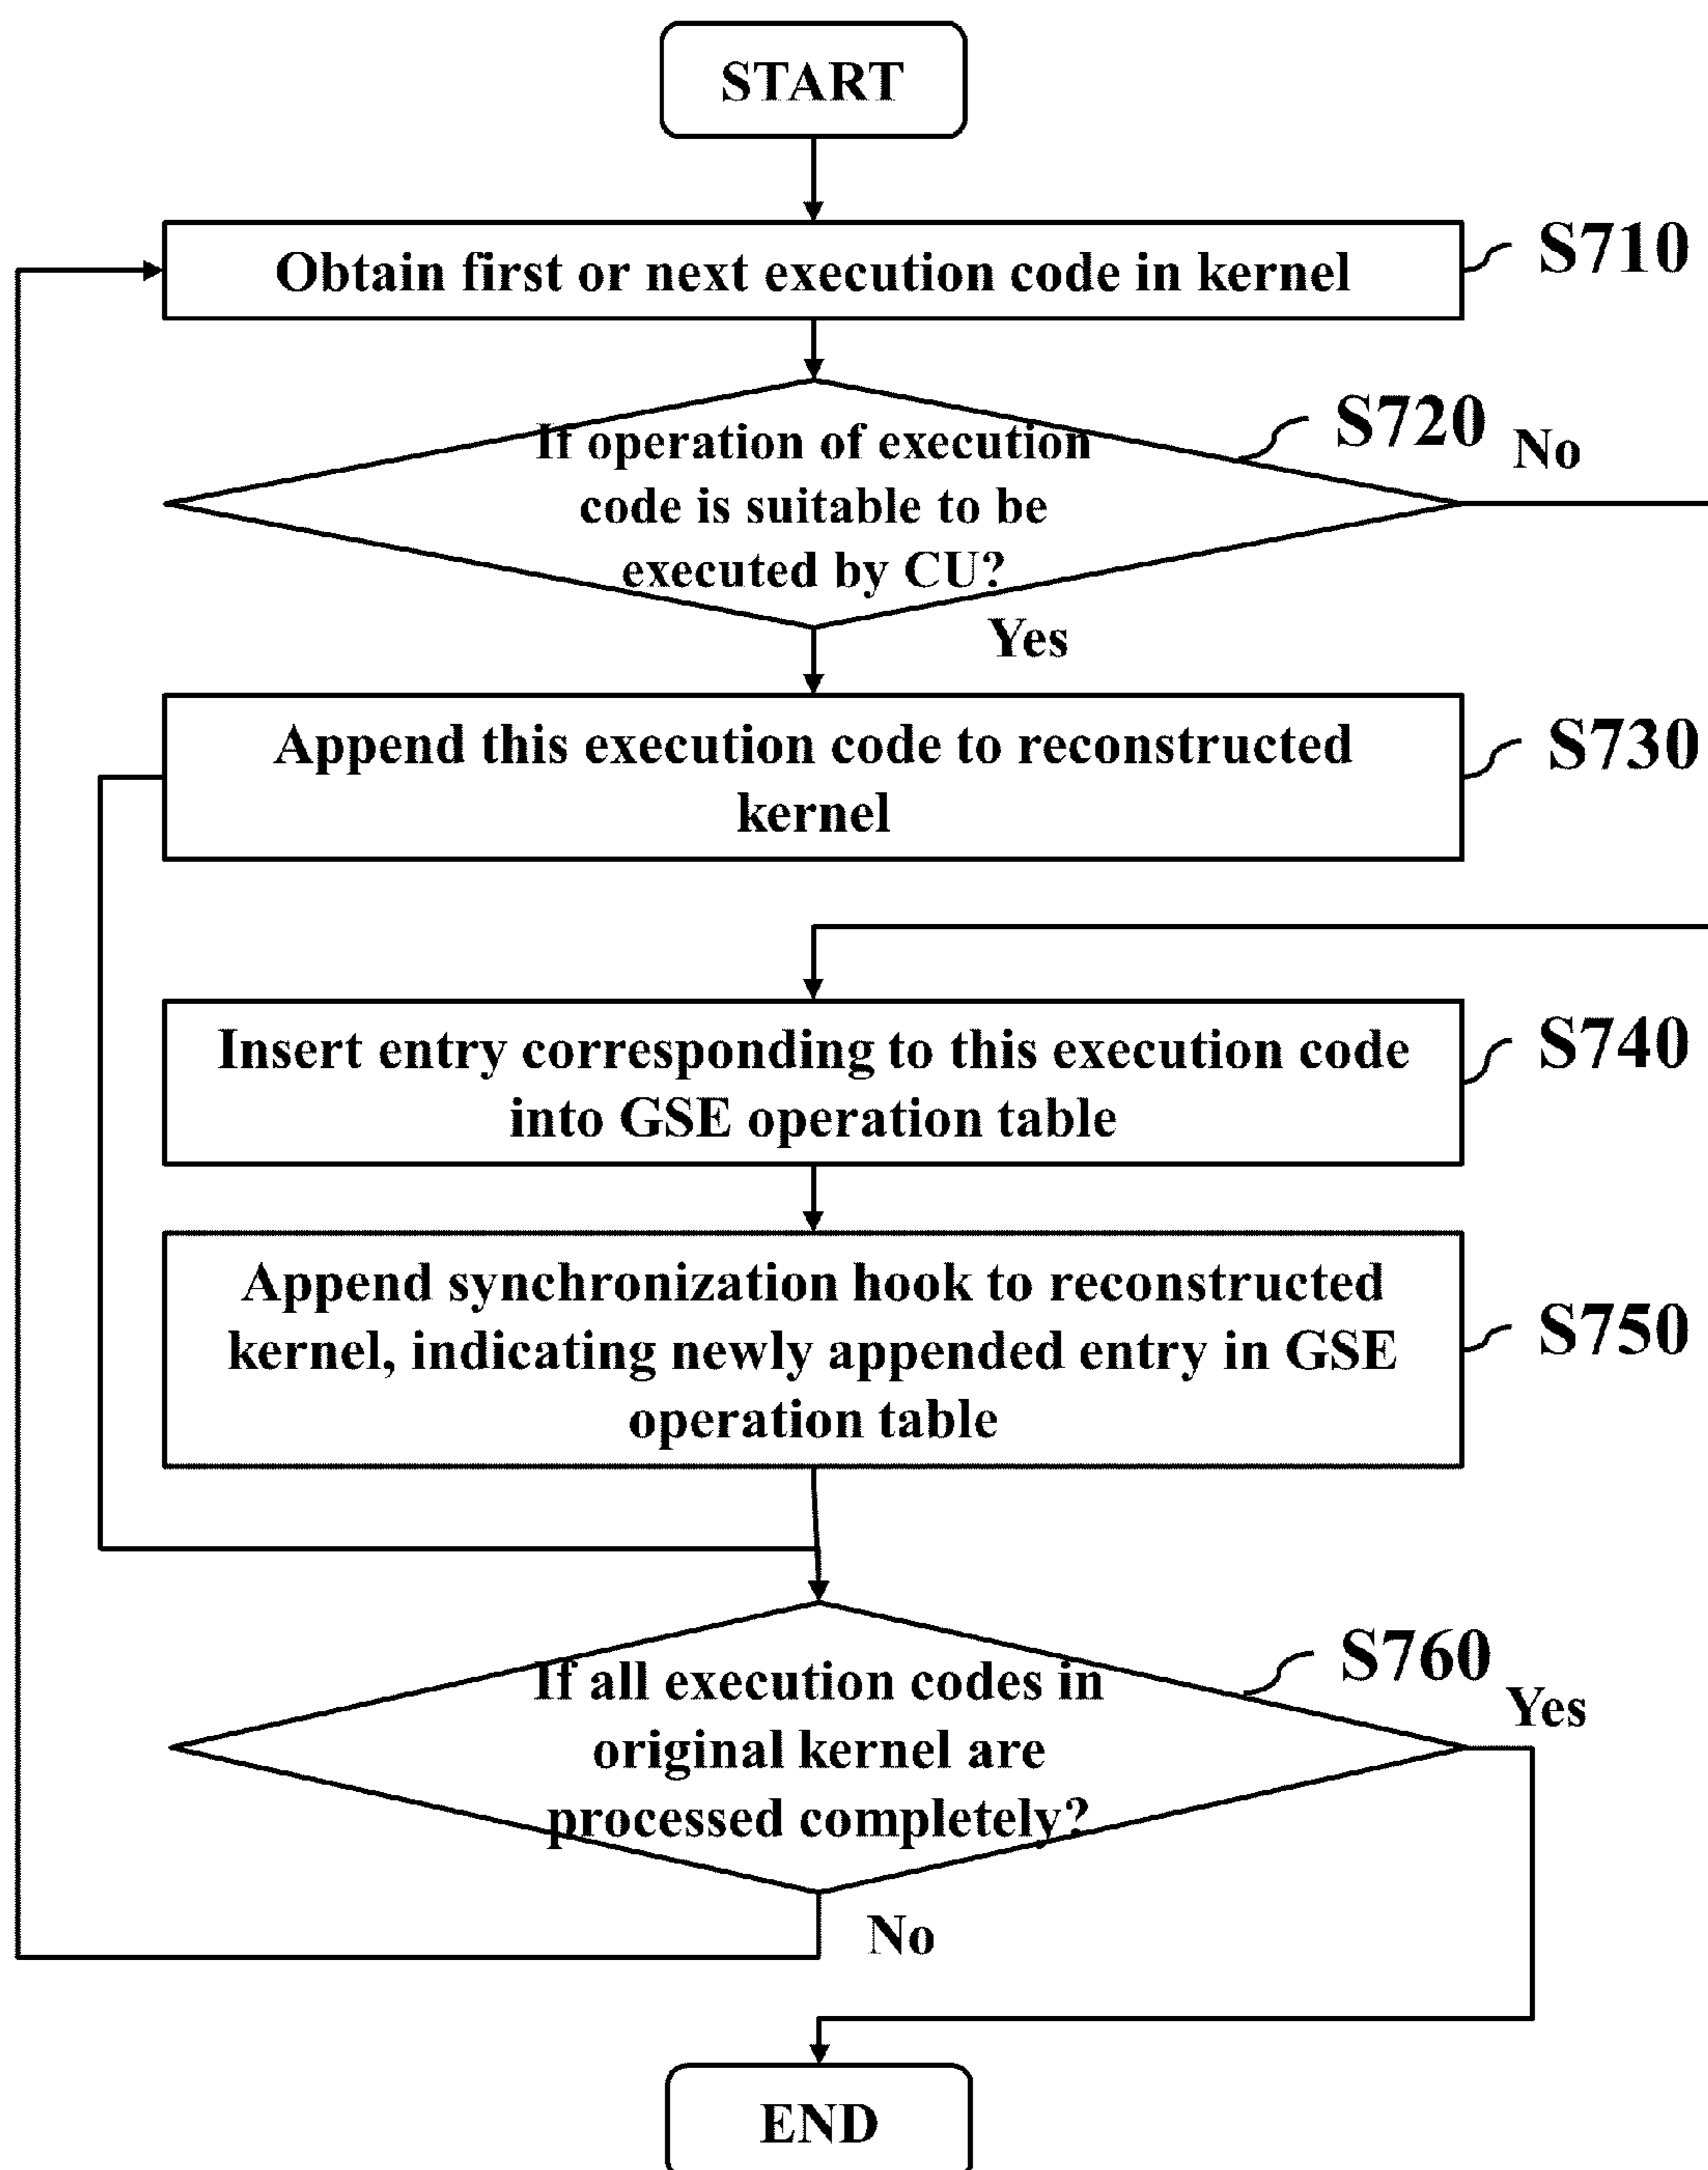 START
Obtain first or next execution code in kernel
S710
If operation of execution
code is suitable to be
executed by CU?
S720
No
Yes
Append this execution code to reconstructed
kernel
S730
Insert entry corresponding to this execution code
into GSE operation table
S740
Append synchronization hook to reconstructed
kernel, indicating newly appended entry in GSE
operation table
S750
If all execution codes in
original kernel are
processed completely?
S760
Yes
No
END